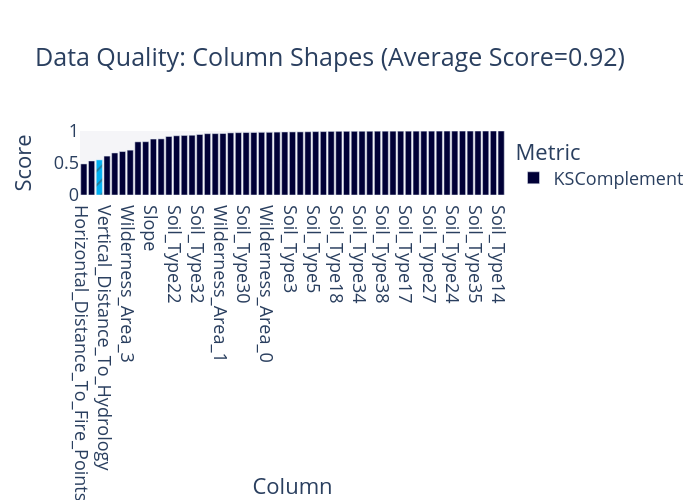 Data Quality: Column Shapes (Average Score=0.92)
Score
1
0.5
0
Metric
KSComplement
Horizontal_Distance_To_Fire_Points
Vertical_Distance_To_Hydrology
Wilderness_Area_3
Slope
Soil_Type22
Soil_Type32
Wilderness_Area_1
Soil_Type30
Wilderness_Area_0
Soil_Type3
Soil_Type5
Soil_Type18
Soil_Type34
Soil_Type38
Soil_Type17
Soil_Type27
Soil_Type24
Soil_Type35
Soil_Type14
Column